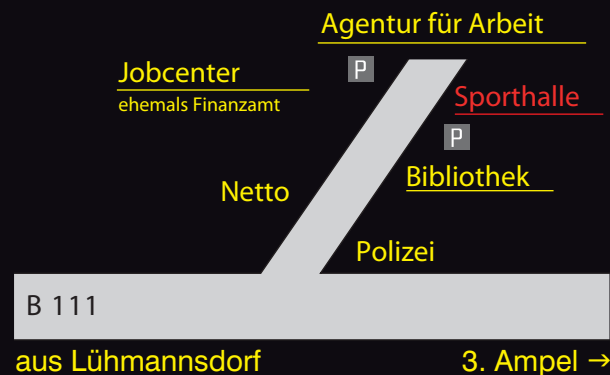 Agentur für Arbeit
P
Jobcenter
ehemals Finanzamt
Sporthalle
P
Bibliothek
Netto
Polizei
B 111
aus Lühmannsdorf
3. Ampel →